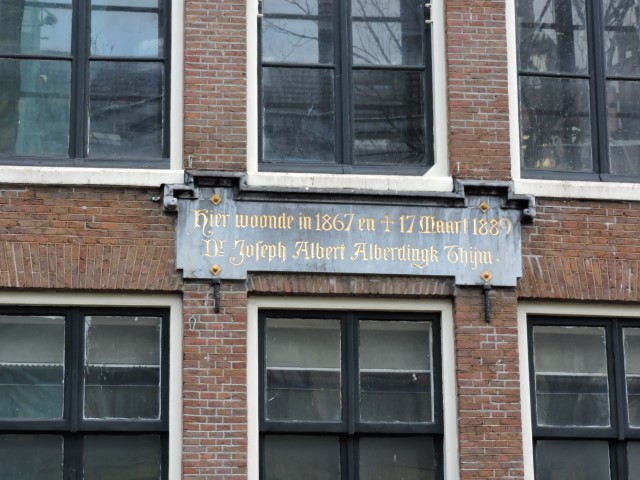 Hier woonde in 1867 en † 17 Maart 1889
Dr Joseph Albert Alberdingk Thijm.